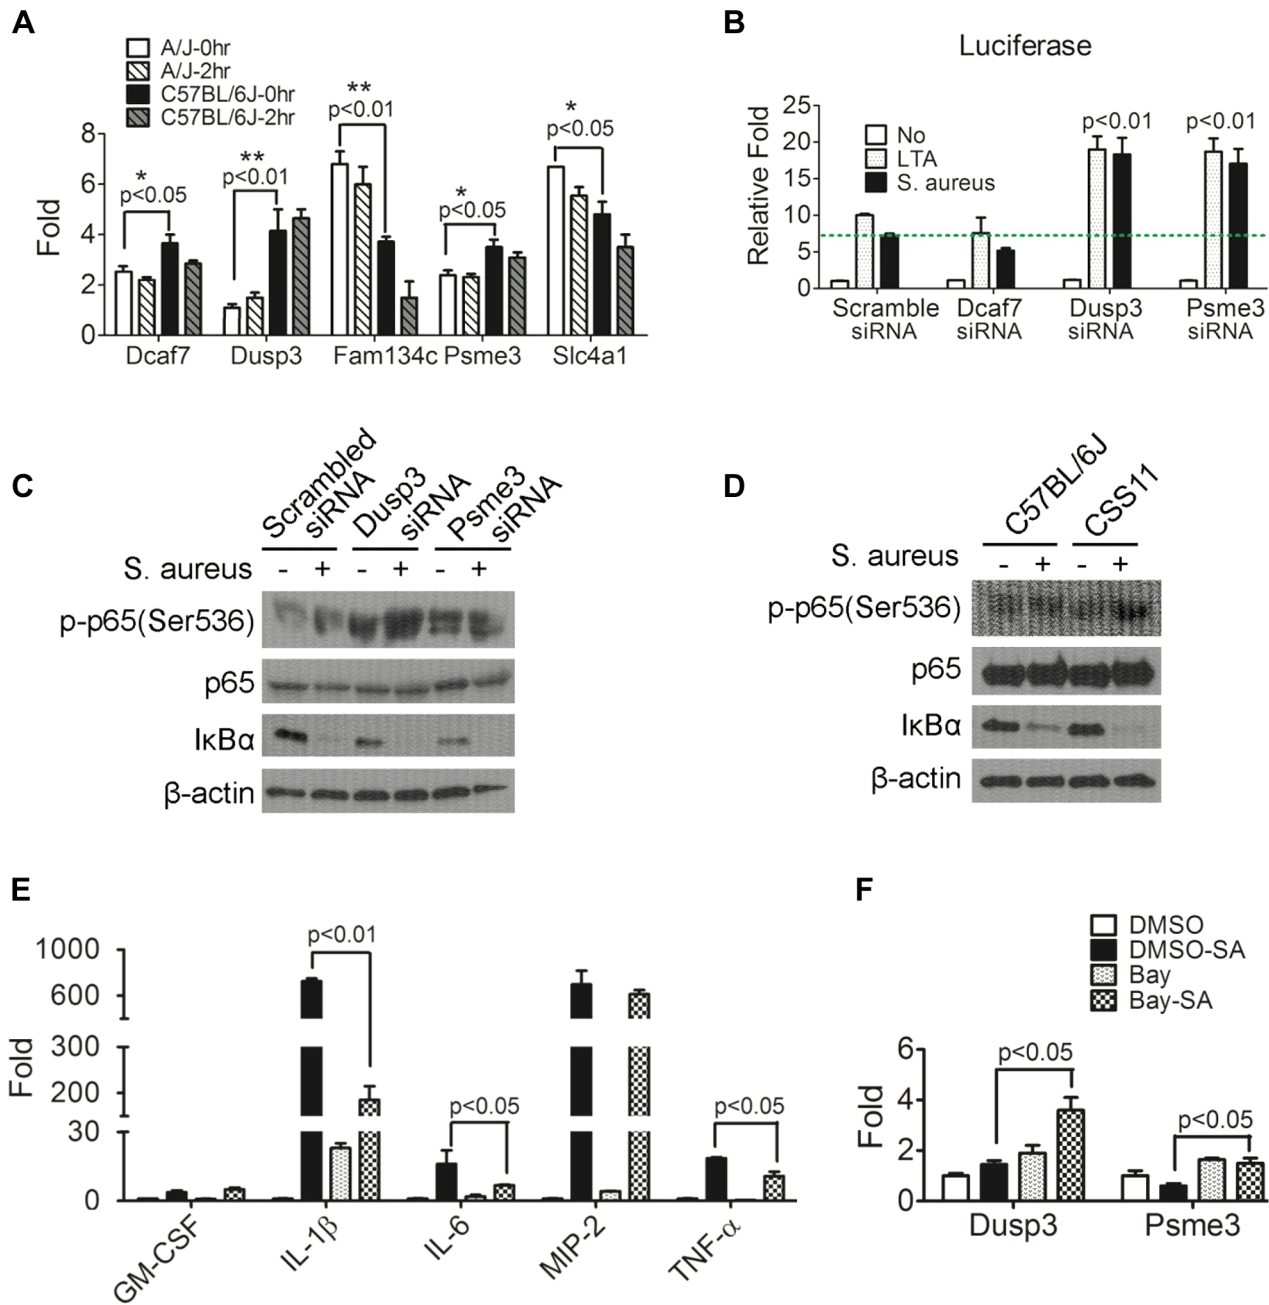 A
A/J-0hr
A/J-2hr
C57BL/6J-0hr
C57BL/6J-2hr
Fold
8
6
4
2
0
*
p<0.05
**
p<0.01
**
p<0.01
*
p<0.05
*
p<0.05
Dcaf7 Dusp3 Fam134c Psme3 Slc4a1
B
Luciferase
Relative Fold
25
20
15
10
5
0
No
LTA
S. aureus
p<0.01 p<0.01
Scramble siRNA
Dcaf7 siRNA
Dusp3 siRNA
Psme3 siRNA
C
Scrambled siRNA
Dusp3 siRNA
Psme3 siRNA
S. aureus - + - + - +
p-p65(Ser536)
p65
IκBα
β-actin
D
C57BL/6J
CSS11
S. aureus - + - +
p-p65(Ser536)
p65
IκBα
β-actin
E
Fold
1000
600
300
200
30
0
p<0.01
p<0.05
p<0.05
GM-CSF
IL-1β
IL-6
MIP-2
TNF-α
F
DMSO
DMSO-SA
Bay
Bay-SA
Fold
6
4
2
0
p<0.05
p<0.05
Dusp3 Psme3